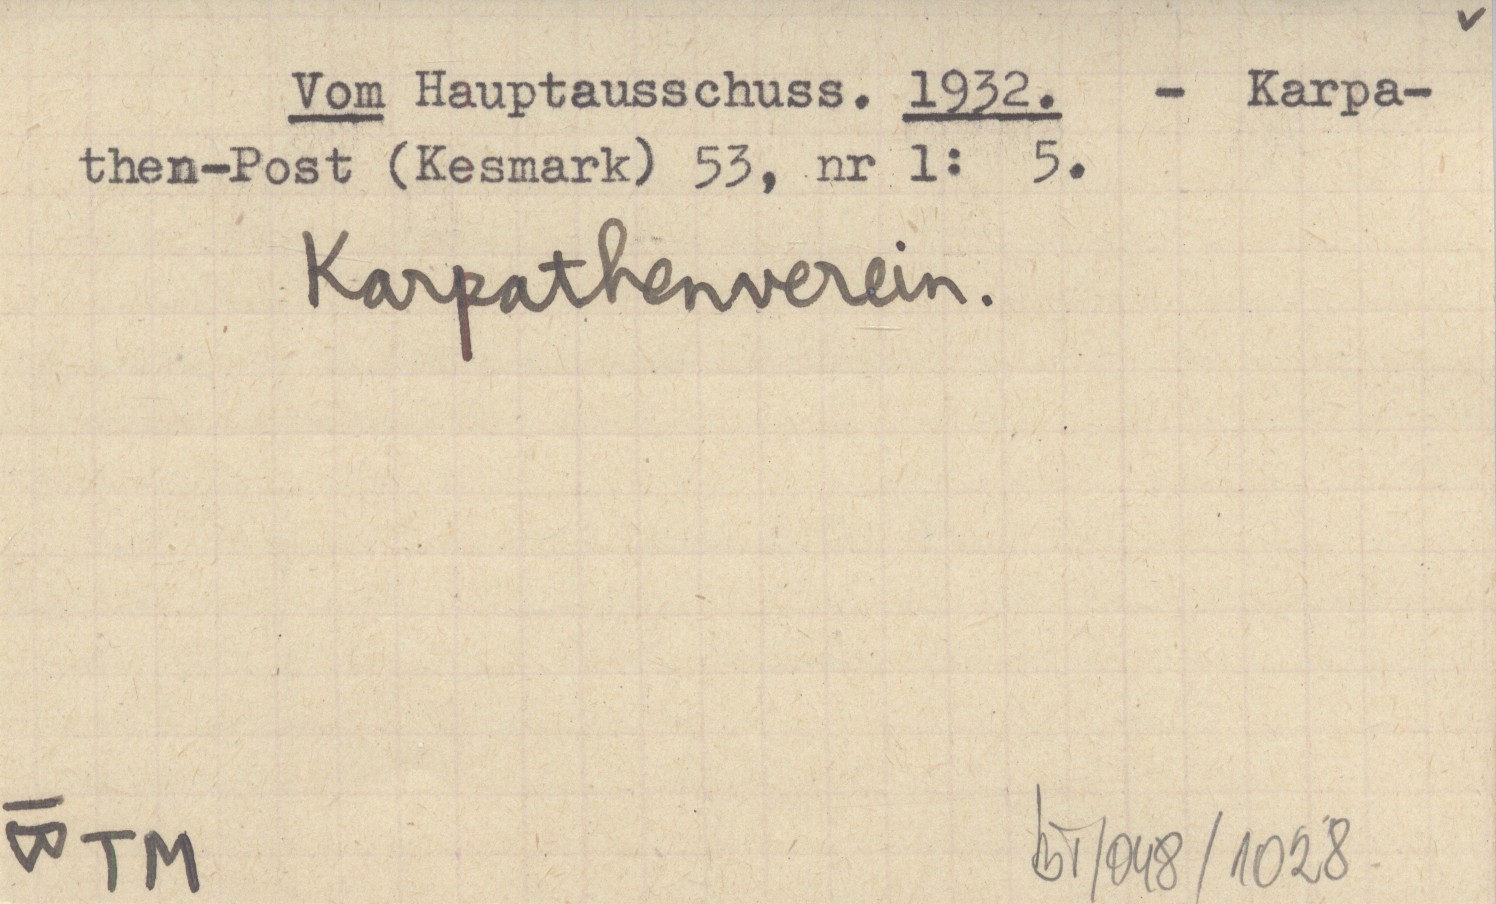 Vom Hauptausschuss. 1932. - Karpa-
then-Post (Kesmark) 53, nr 1: 5.
Karpathenverein.
B TM
bT/048/1028